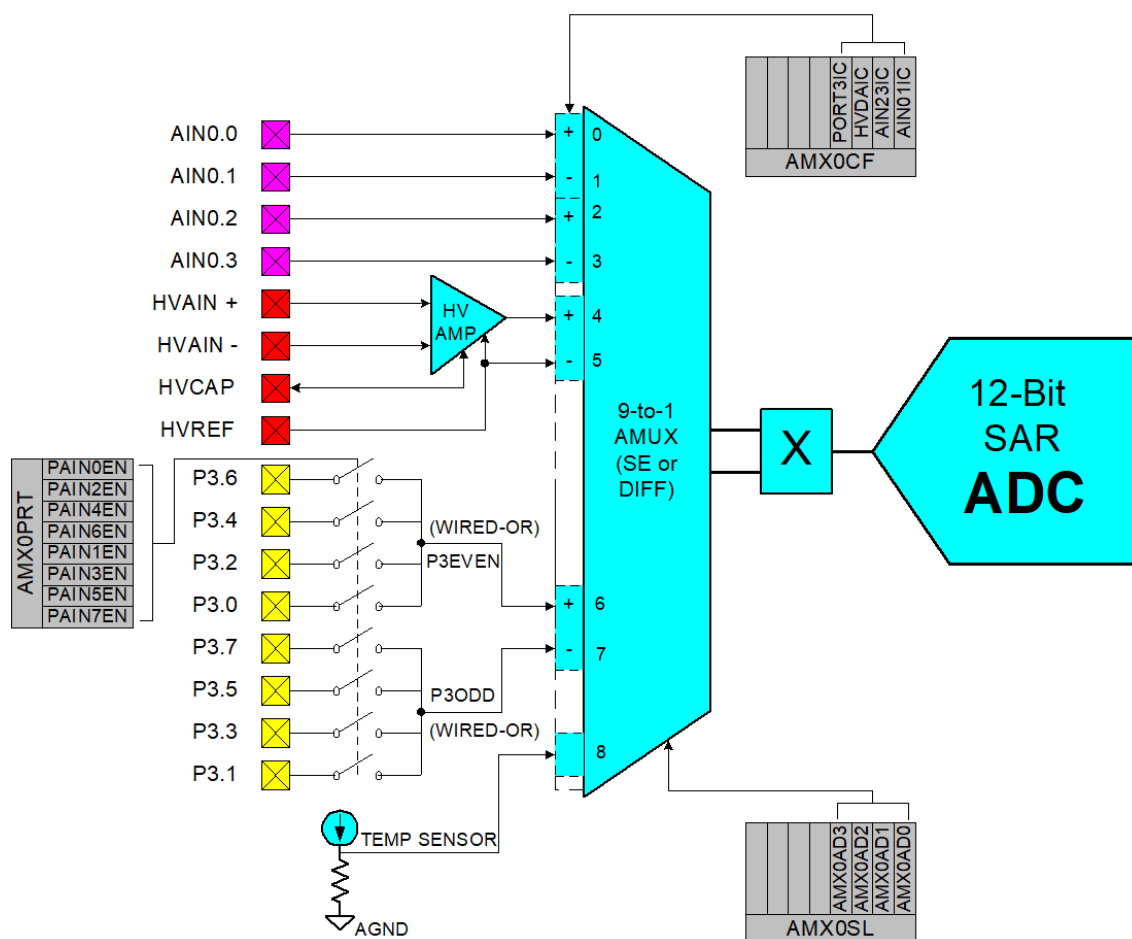 PORT3IC
HVDAIC
AIN23IC
AIN01IC
AMX0CF
AIN0.0
AIN0.1
AIN0.2
AIN0.3
HVAIN +
HVAIN -
HVCAP
HVREF
HV
AMP
+ 0
- 1
+ 2
- 3
+ 4
- 5
9-to-1
AMUX
(SE or
DIFF)
X
12-Bit
SAR
ADC
AMX0PRT
PAIN0EN
PAIN2EN
PAIN4EN
PAIN6EN
PAIN1EN
PAIN3EN
PAIN5EN
PAIN7EN
P3.6
P3.4
P3.2
P3.0
P3.7
P3.5
P3.3
P3.1
(WIRED-OR)
P3EVEN
P3ODD
(WIRED-OR)
+ 6
- 7
8
TEMP SENSOR
AGND
AMX0AD3
AMX0AD2
AMX0AD1
AMX0AD0
AMX0SL